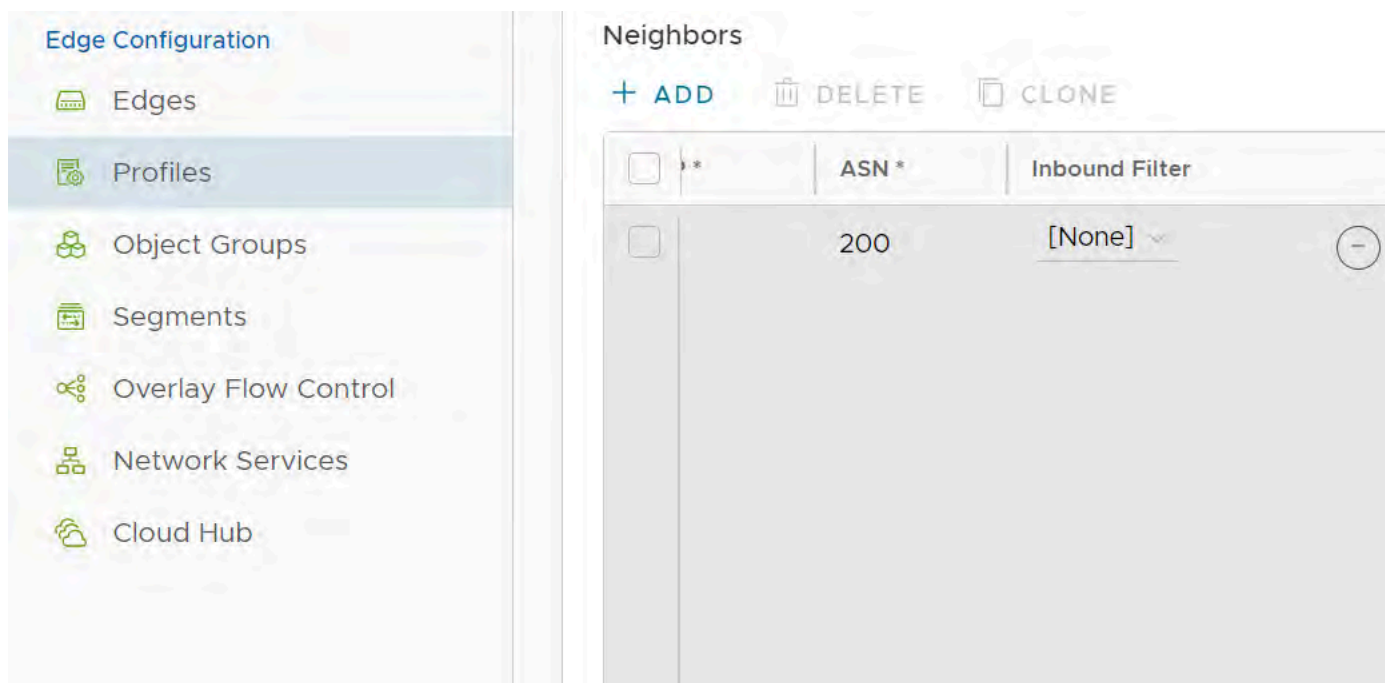 Edge Configuration
Edges
Profiles
Object Groups
Segments
Overlay Flow Control
Network Services
Cloud Hub
Neighbors
+ ADD DELETE CLONE
* ASN * Inbound Filter
200 [None]